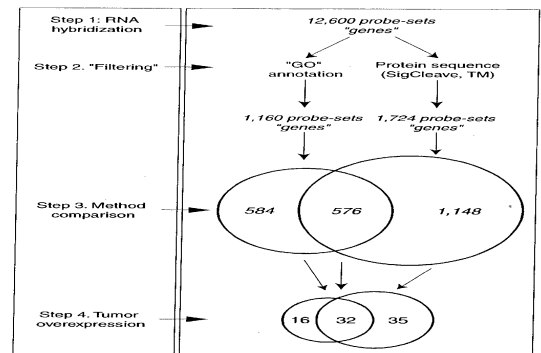 Step 1: RNA
hybridization
12,600 probe-sets
"genes"
Step 2. "Filtering"
"GO"
annotation
Protein sequence
(SigCleave, TM)
1,160 probe-sets
"genes"
1,724 probe-sets
"genes"
Step 3. Method
comparison
584
576
1,148
Step 4. Tumor
overexpression
16
32
35